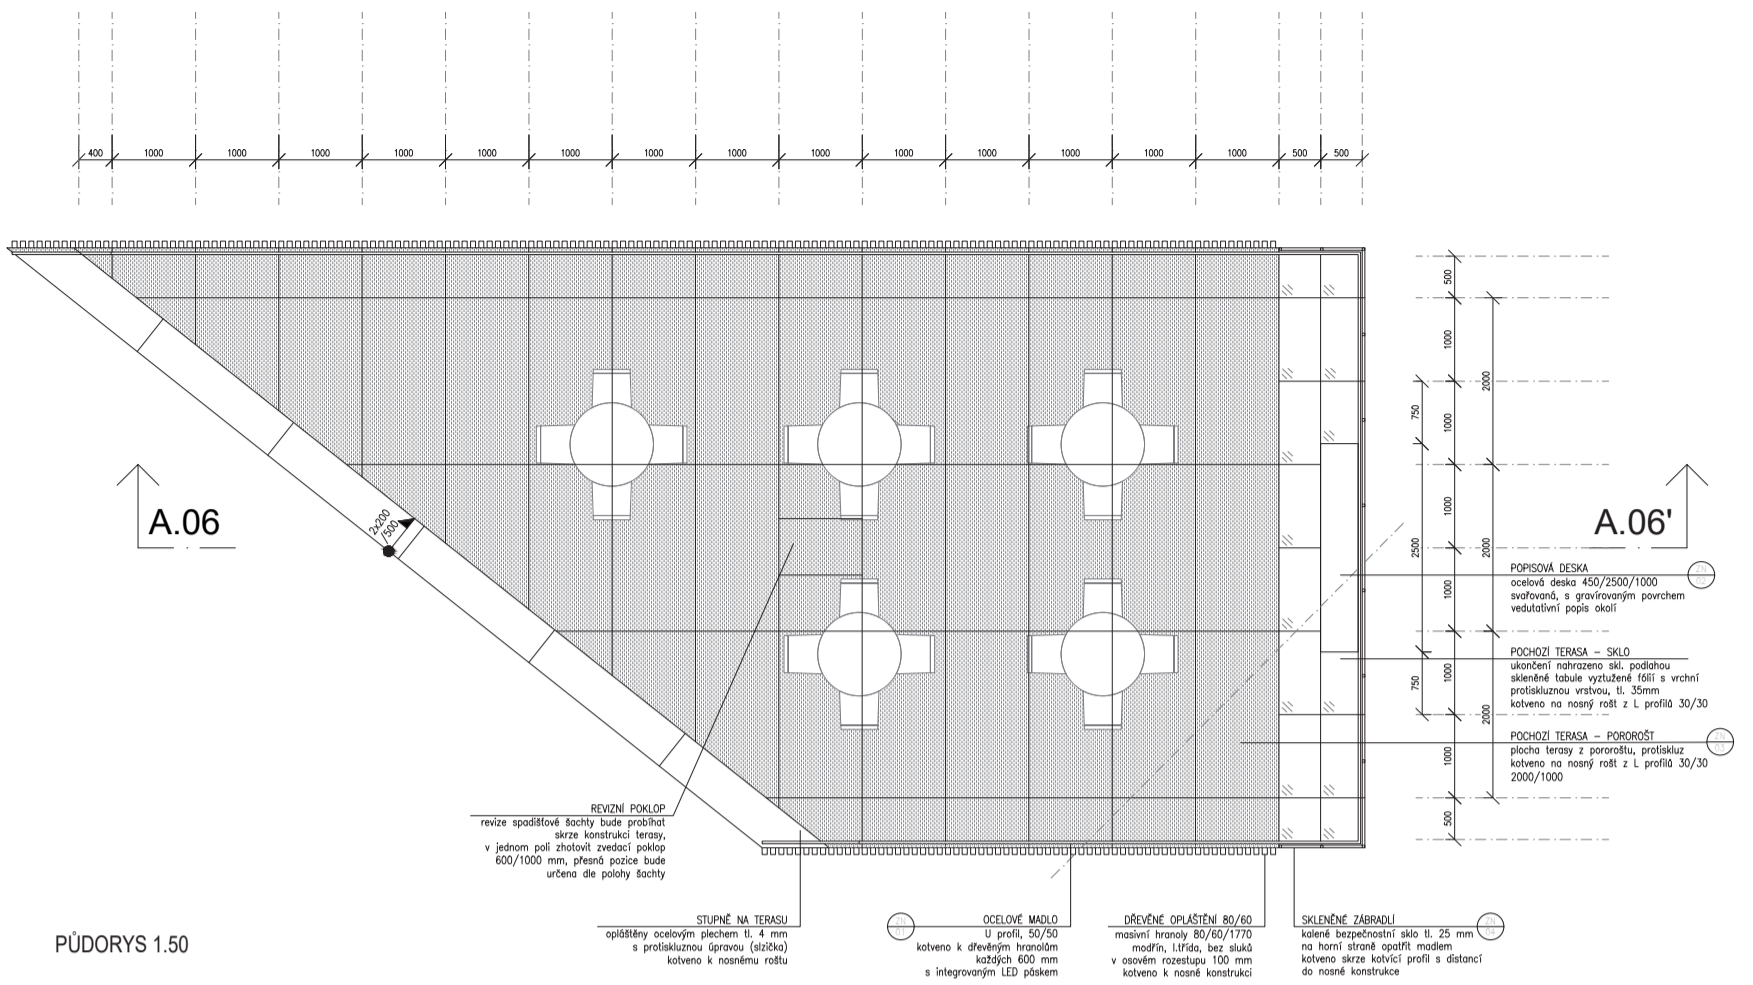 400 1000 1000 1000 1000 1000 1000 1000 1000 1000 1000 1000 1000 1000 1000 500 500
500
1000
2000
750
1000
A.06
2x200
/500
A.06'
1000
2500
2000
POPISOVÁ DESKA
ocelová deska 450/2500/1000
svařovaná, s gravírovaným povrchem
vedutativní popis okolí
ZN
02
1000
POCHOZÍ TERASA – SKLO
ukončení nahrazeno skl. podlahou
skleněné tabule vyztužené fólií s vrchní
protiskluznou vrstvou, tl. 35mm
kotveno na nosný rošt z L profilů 30/30
750
1000
2000
POCHOZÍ TERASA – POROROŠT
plocha terasy z pororoštu, protiskluz
kotveno na nosný rošt z L profilů 30/30
2000/1000
ZN
03
1000
500
REVIZNÍ POKLOP
revize spadišťové šachty bude probíhat
skrze konstrukci terasy,
v jednom poli zhotovit zvedací poklop
600/1000 mm, přesná pozice bude
určena dle polohy šachty
STUPNĚ NA TERASU
opláštěny ocelovým plechem tl. 4 mm
s protiskluznou úpravou (slzička)
kotveno k nosnému roštu
ZN
01
OCELOVÉ MADLO
U profil, 50/50
kotveno k dřevěným hranolům
každých 600 mm
s integrovaným LED páskem
DŘEVĚNÉ OPLÁŠTĚNÍ 80/60
masivní hranoly 80/60/1770
modřín, I.třída, bez sluků
v osovém rozestupu 100 mm
kotveno k nosné konstrukci
SKLENĚNÉ ZÁBRADLÍ
kalené bezpečnostní sklo tl. 25 mm
na horní straně opatřit madlem
kotveno skrze kotvící profil s distancí
do nosné konstrukce
ZN
04
PŮDORYS 1.50